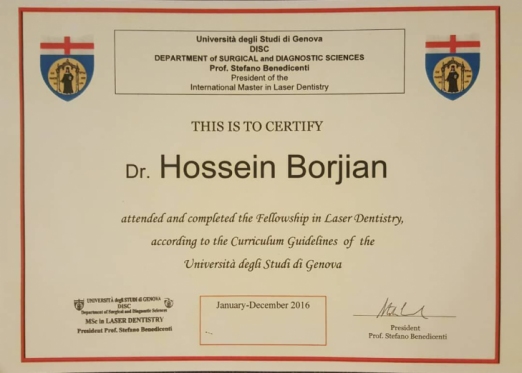 Università degli Studi di Genova
DISC
DEPARTMENT of SURGICAL and DIAGNOSTIC SCIENCES
Prof. Stefano Benedicenti
President of the
International Master in Laser Dentistry
THIS IS TO CERTIFY
Dr. Hossein Borjian
attended and completed the Fellowship in Laser Dentistry,
according to the Curriculum Guidelines of the
Università degli Studi di Genova
UNIVERSITÀ degli STUDI di GENOVA
DISC
Department of Surgical and Diagnostic Sciences
MSc in LASER DENTISTRY
President Prof. Stefano Benedicenti
January-December 2016
President
Prof. Stefano Benedicenti